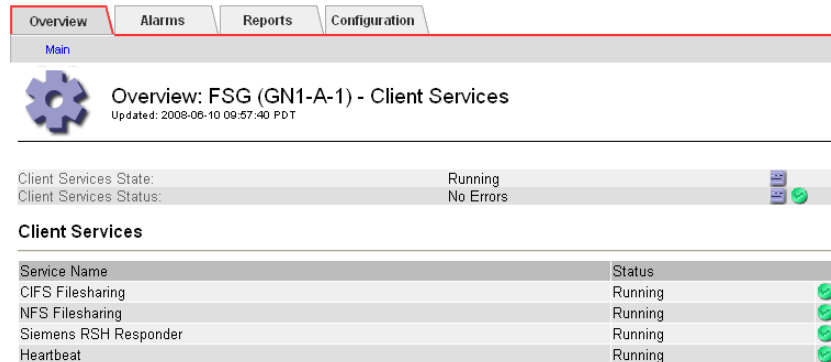 Overview Alarms Reports Configuration
Main
Overview: FSG (GN1-A-1) - Client Services
Updated: 2008-06-10 09:57:40 PDT
Client Services State: Running
Client Services Status: No Errors
Client Services
Service Name Status
CIFS Filesharing Running
NFS Filesharing Running
Siemens RSH Responder Running
Heartbeat Running